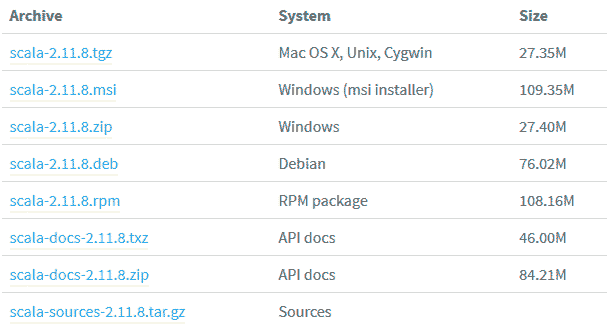 Archive System Size
scala-2.11.8.tgz Mac OS X, Unix, Cygwin 27.35M
scala-2.11.8.msi Windows (msi installer) 109.35M
scala-2.11.8.zip Windows 27.40M
scala-2.11.8.deb Debian 76.02M
scala-2.11.8.rpm RPM package 108.16M
scala-docs-2.11.8.txz API docs 46.00M
scala-docs-2.11.8.zip API docs 84.21M
scala-sources-2.11.8.tar.gz Sources